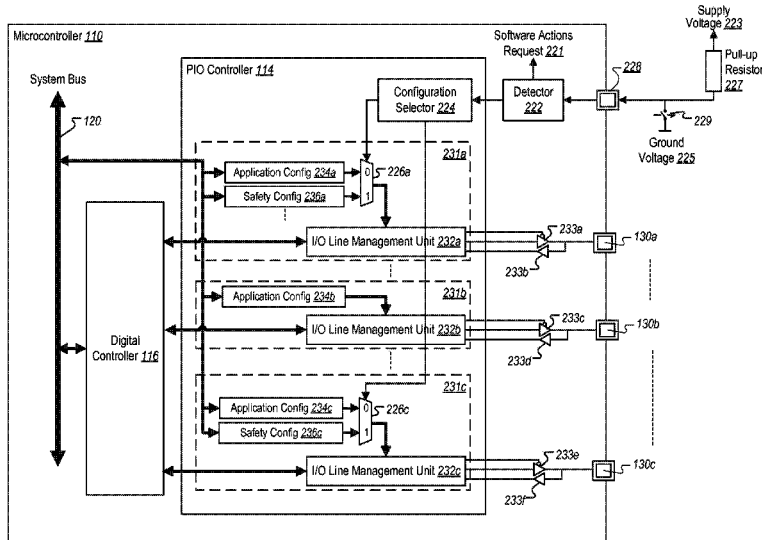 Microcontroller 110
System Bus
120
PIO Controller 114
Software Actions
Request 221
Supply
Voltage 223
Configuration
Selector 224
Detector
222
228
Pull-up
Resistor
227
229
Ground
Voltage 225
231a
Application Config 234a
0
226a
Safety Config 236a
1
I/O Line Management Unit 232a
233a
233b
130a
231b
Application Config 234b
I/O Line Management Unit 232b
233c
233d
130b
Digital
Controller 116
231c
Application Config 234c
0
226c
Safety Config 236c
1
I/O Line Management Unit 232c
233e
233f
130c